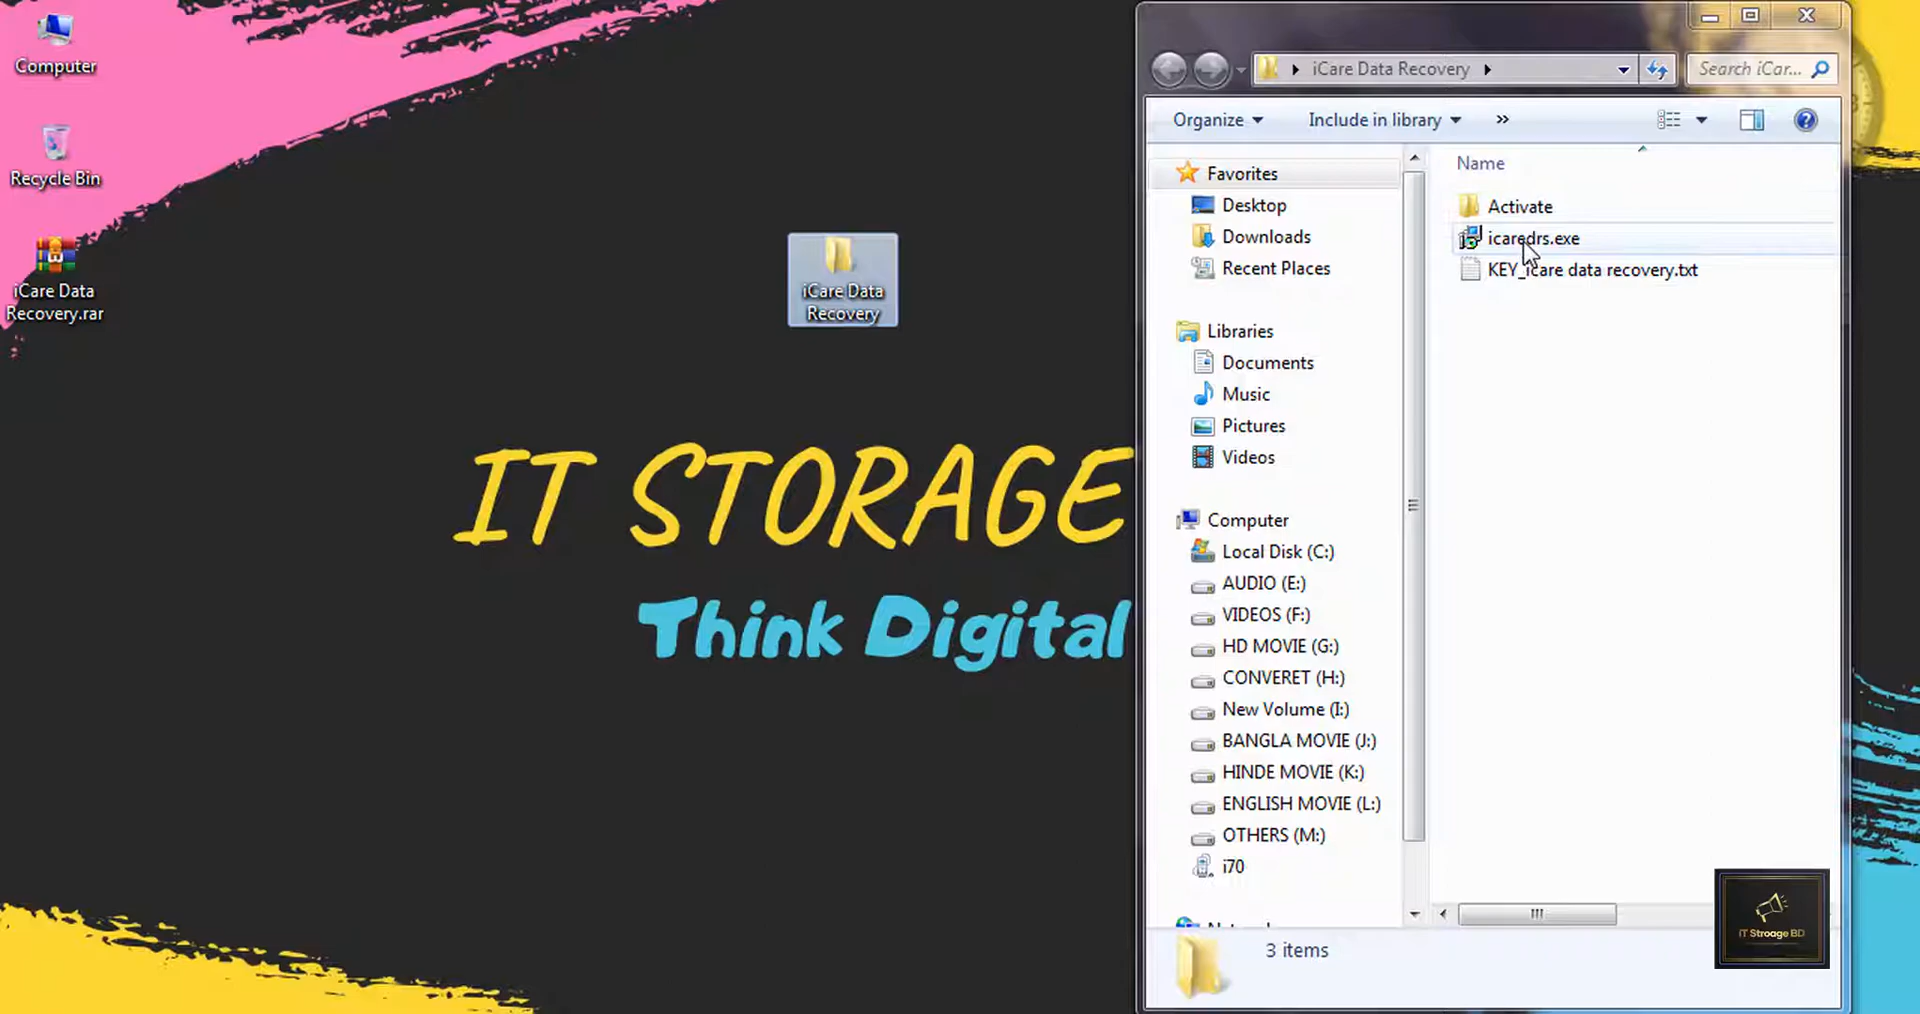 Computer
Recycle Bin
iCare Data
Recovery.rar
iCare Data
Recovery
IT STORAGE
Think Digital
iCare Data Recovery
Search iCar...
Organize
Include in library
»
Name
Favorites
Desktop
Downloads
Recent Places
Libraries
Documents
Music
Pictures
Videos
Computer
Local Disk (C:)
AUDIO (E:)
VIDEOS (F:)
HD MOVIE (G:)
CONVERET (H:)
New Volume (I:)
BANGLA MOVIE (J:)
HINDE MOVIE (K:)
ENGLISH MOVIE (L:)
OTHERS (M:)
i70
Activate
icaredrs.exe
KEY_icare data recovery.txt
3 items
IT Stroage BD